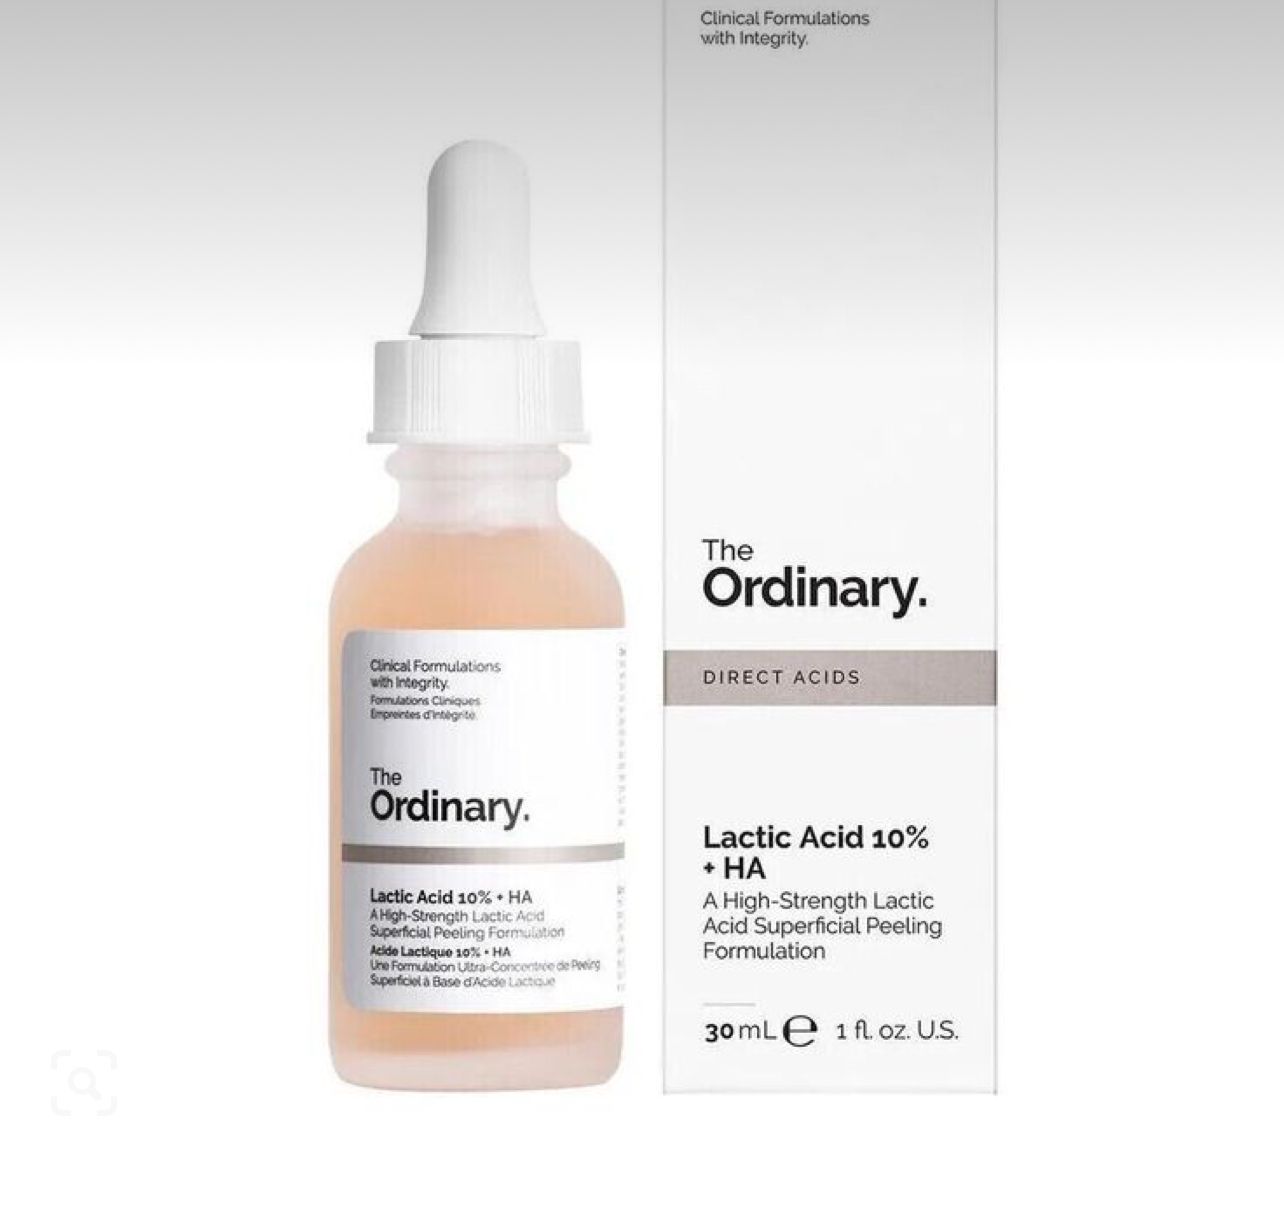 Clinical Formulations
with Integrity.
Clinical Formulations
with Integrity.
Formulations Cliniques
Empreintes d'Intégrité.
The
Ordinary.
Lactic Acid 10% + HA
A High-Strength Lactic Acid
Superficial Peeling Formulation
Acide Lactique 10% + HA
Une Formulation Ultra-Concentrée de Peeling
Superficiel à Base d'Acide Lactique
The
Ordinary.
DIRECT ACIDS
Lactic Acid 10%
+ HA
A High-Strength Lactic
Acid Superficial Peeling
Formulation
30 mL ℮ 1 fl. oz. U.S.